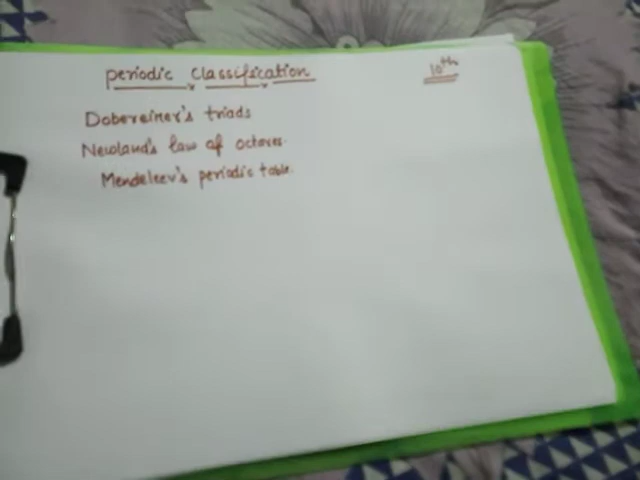 periodic Classification
10th
Dobereiner's triads
Newland's law of octaves.
Mendeleev's periodic table.